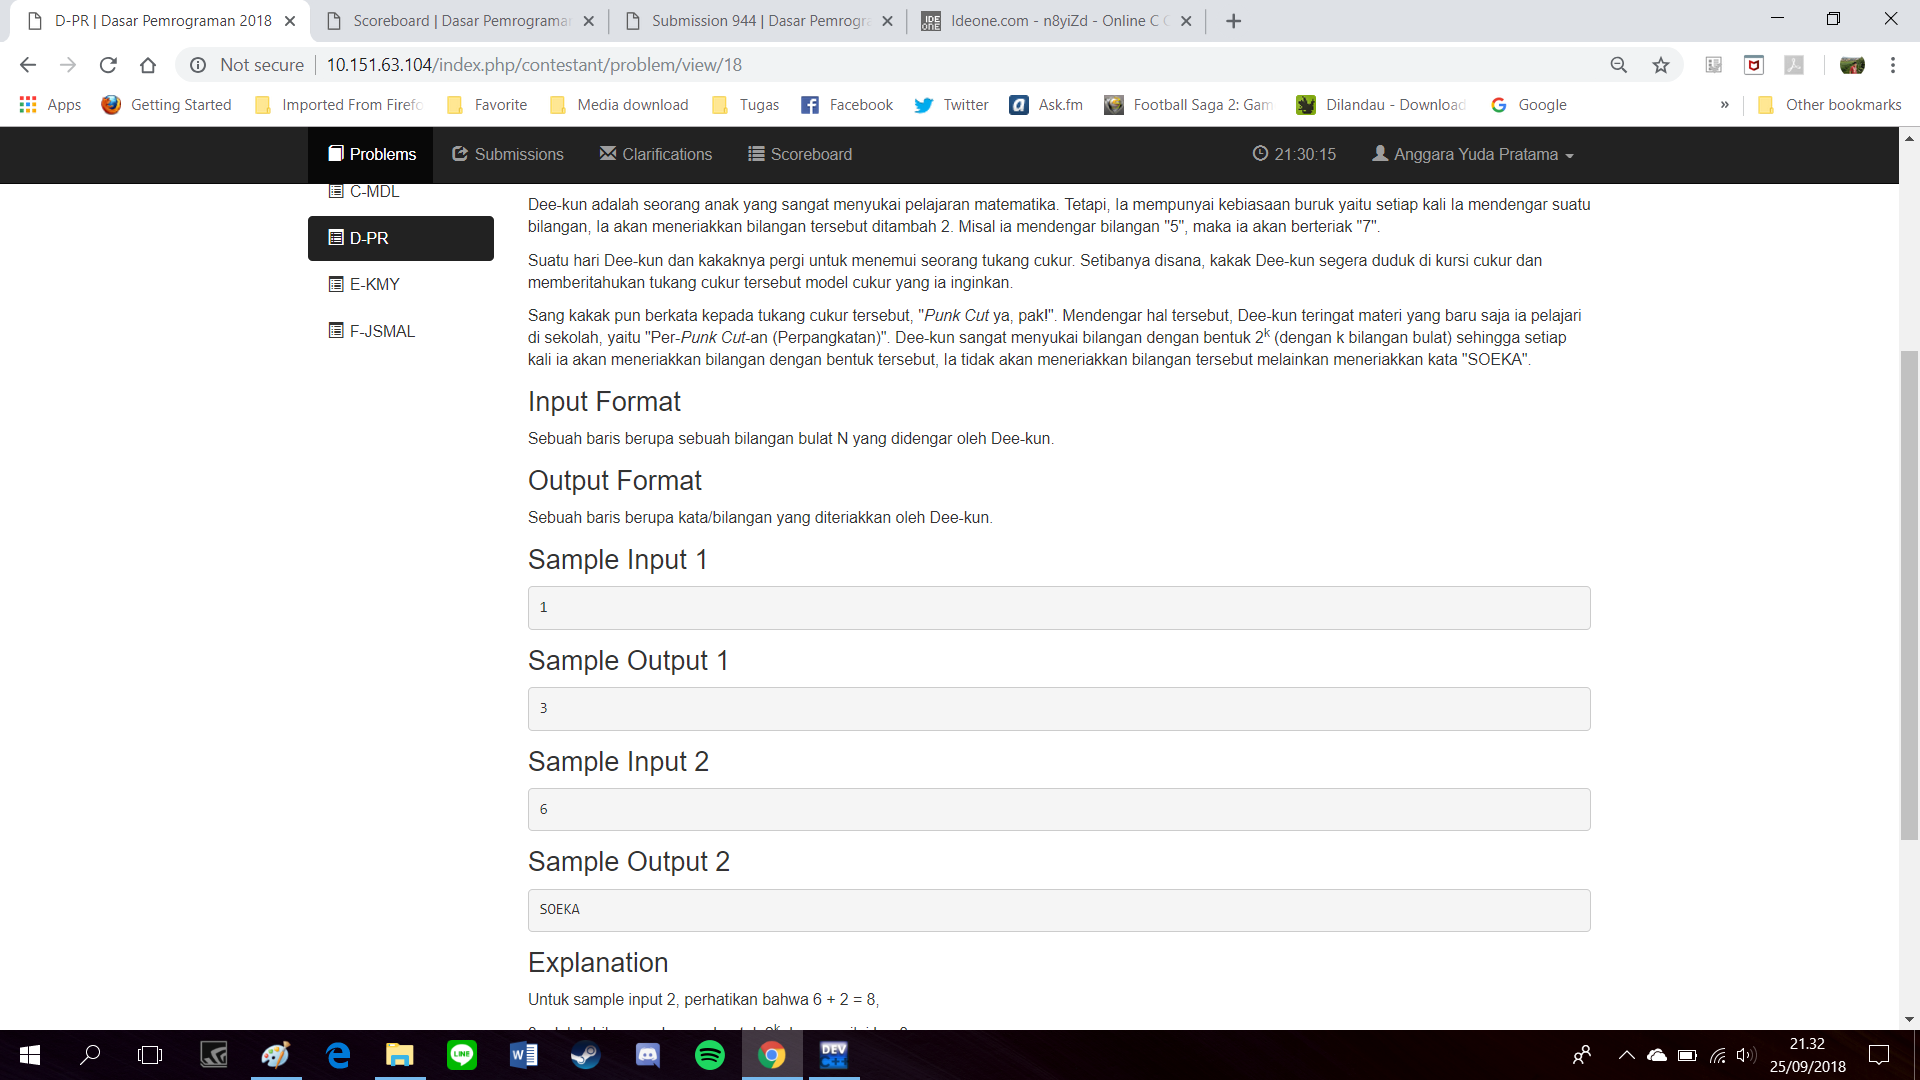 D-PR | Dasar Pemrograman 2018
Scoreboard | Dasar Pemrograman
Submission 944 | Dasar Pemrogra
Ideone.com - n8yiZd - Online C
Not secure
10.151.63.104/index.php/contestant/problem/view/18
Apps
Getting Started
Imported From Firefo
Favorite
Media download
Tugas
Facebook
Twitter
Ask.fm
Football Saga 2: Gam
Dilandau - Download
Google
»
Other bookmarks
Problems
Submissions
Clarifications
Scoreboard
21:30:15
Anggara Yuda Pratama
C-MDL
D-PR
E-KMY
F-JSMAL
Dee-kun adalah seorang anak yang sangat menyukai pelajaran matematika. Tetapi, Ia mempunyai kebiasaan buruk yaitu setiap kali Ia mendengar suatu
bilangan, Ia akan meneriakkan bilangan tersebut ditambah 2. Misal ia mendengar bilangan "5", maka ia akan berteriak "7".
Suatu hari Dee-kun dan kakaknya pergi untuk menemui seorang tukang cukur. Setibanya disana, kakak Dee-kun segera duduk di kursi cukur dan
memberitahukan tukang cukur tersebut model cukur yang ia inginkan.
Sang kakak pun berkata kepada tukang cukur tersebut, "Punk Cut ya, pak!". Mendengar hal tersebut, Dee-kun teringat materi yang baru saja ia pelajari
di sekolah, yaitu "Per-Punk Cut-an (Perpangkatan)". Dee-kun sangat menyukai bilangan dengan bentuk 2^k (dengan k bilangan bulat) sehingga setiap
kali ia akan meneriakkan bilangan dengan bentuk tersebut, Ia tidak akan meneriakkan bilangan tersebut melainkan meneriakkan kata "SOEKA".
Input Format
Sebuah baris berupa sebuah bilangan bulat N yang didengar oleh Dee-kun.
Output Format
Sebuah baris berupa kata/bilangan yang diteriakkan oleh Dee-kun.
Sample Input 1
1
Sample Output 1
3
Sample Input 2
6
Sample Output 2
SOEKA
Explanation
Untuk sample input 2, perhatikan bahwa 6 + 2 = 8,
21.32
25/09/2018